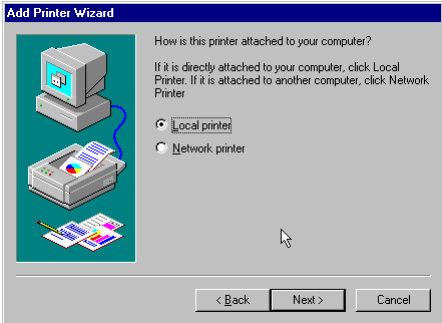 Add Printer Wizard
How is this printer attached to your computer?
If it is directly attached to your computer, click Local
Printer. If it is attached to another computer, click Network
Printer
Local printer
Network printer
< Back Next > Cancel